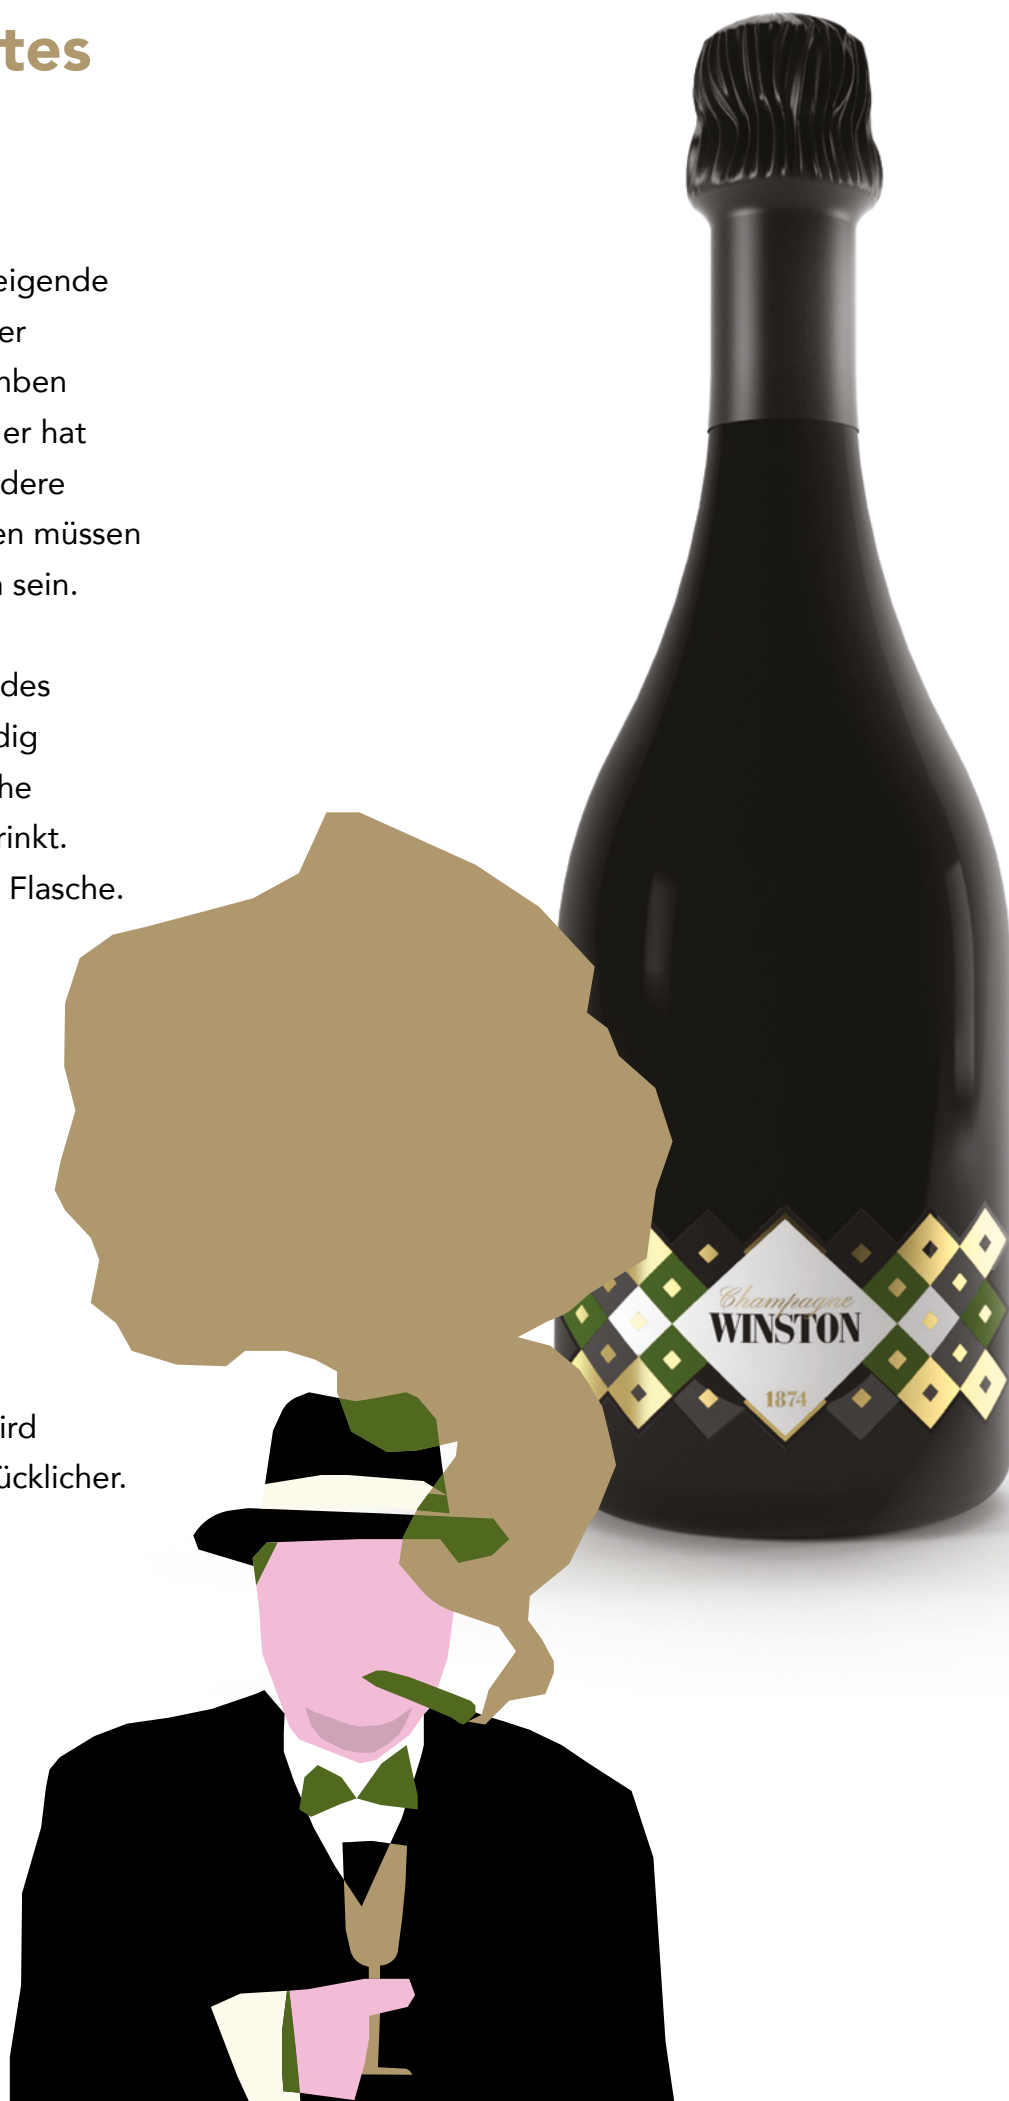 tes
eigende
er
nben
er hat
dere
en müssen
n sein.
des
dig
he
rinkt.
Flasche.
Champagne
WINSTON
1874
ird
ücklicher.